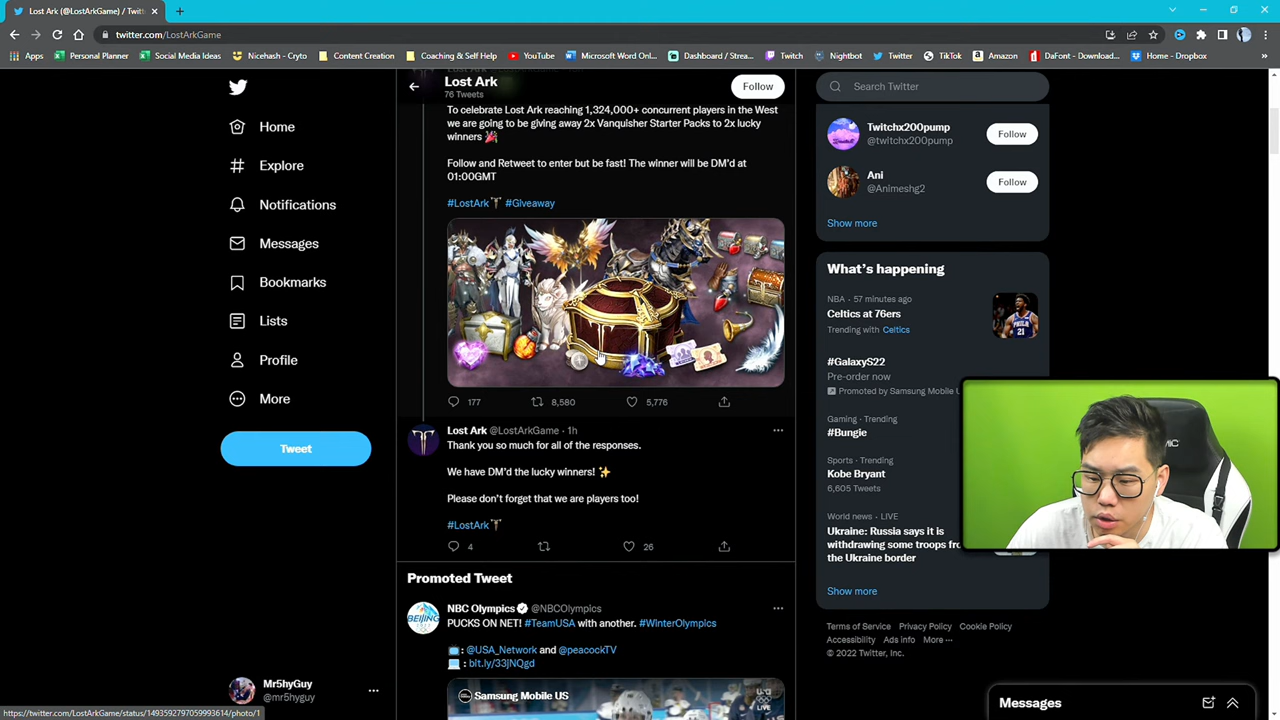 Lost Ark (@LostArkGame) / Twitt
twitter.com/LostArkGame
Apps
Personal Planner
Social Media Ideas
Nicehash - Cryto
Content Creation
Coaching & Self Help
YouTube
Microsoft Word Onl...
Dashboard / Strea...
Twitch
Nightbot
Twitter
TikTok
Amazon
DaFont - Download...
Home - Dropbox
Home
Explore
Notifications
Messages
Bookmarks
Lists
Profile
More
Tweet
Mr5hyGuy
@mr5hyguy
https://twitter.com/LostArkGame/status/1493592797059993614/photo/1
Lost Ark
76 Tweets
Follow
To celebrate Lost Ark reaching 1,324,000+ concurrent players in the West
we are going to be giving away 2x Vanquisher Starter Packs to 2x lucky
winners
Follow and Retweet to enter but be fast! The winner will be DM'd at
01:00GMT
#LostArk #Giveaway
177
8,580
5,776
Lost Ark @LostArkGame · 1h
Thank you so much for all of the responses.
We have DM'd the lucky winners!
Please don't forget that we are players too!
#LostArk
4
26
Promoted Tweet
NBC Olympics @NBCOlympics
PUCKS ON NET! #TeamUSA with another. #WinterOlympics
: @USA_Network and @peacockTV
: bit.ly/33jNQgd
Samsung Mobile US
Search Twitter
Twitchx200pump
@twitchx200pump
Follow
Ani
@Animeshg2
Follow
Show more
What's happening
NBA · 57 minutes ago
Celtics at 76ers
Trending with Celtics
#GalaxyS22
Pre-order now
Promoted by Samsung Mobile U
Gaming · Trending
#Bungie
Sports · Trending
Kobe Bryant
6,605 Tweets
World news · LIVE
Ukraine: Russia says it is
withdrawing some troops fr
the Ukraine border
Show more
Terms of Service Privacy Policy Cookie Policy
Accessibility Ads info More ···
© 2022 Twitter, Inc.
Messages